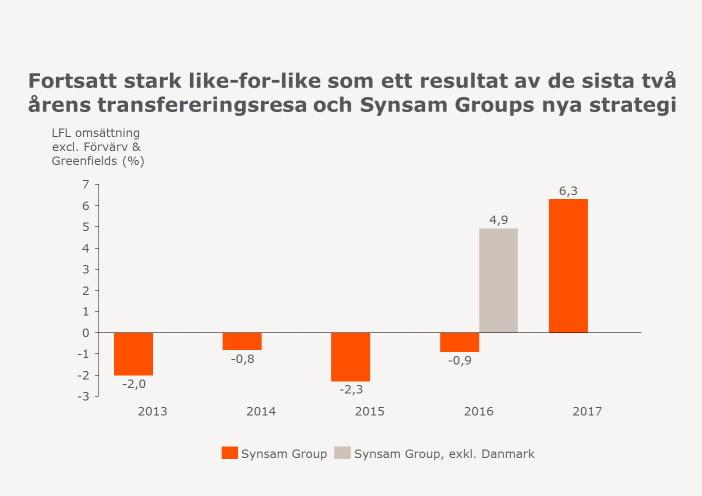 Fortsatt stark like-for-like som ett resultat av de sista två
årens transfereringsresa och Synsam Groups nya strategi
LFL omsättning
excl. Förvärv &
Greenfields (%)
7
6
5
4
3
2
1
0
-1
-2
-3
-2,0
-0,8
-2,3
-0,9
4,9
6,3
2013 2014 2015 2016 2017
Synsam Group Synsam Group, exkl. Danmark